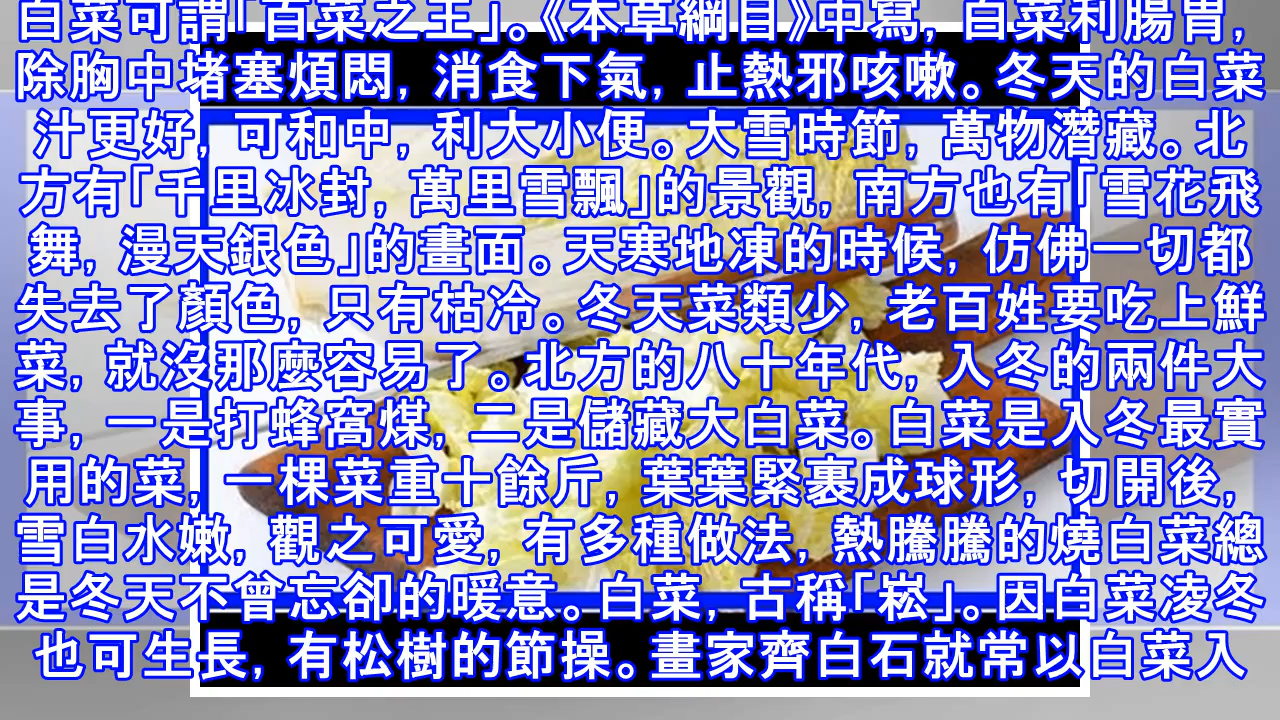 白菜可謂「百菜之王」。《本草綱目》中寫, 白菜利腸胃,
除胸中堵塞煩悶, 消食下氣, 止熱邪咳嗽。冬天的白菜
汁更好, 可和中, 利大小便。大雪時節, 萬物潛藏。北
方有「千里冰封, 萬里雪飄」的景觀, 南方也有「雪花飛
舞, 漫天銀色」的畫面。天寒地凍的時候, 仿佛一切都
失去了顏色, 只有枯冷。冬天菜類少, 老百姓要吃上鮮
菜, 就沒那麼容易了。北方的八十年代, 入冬的兩件大
事, 一是打蜂窩煤, 二是儲藏大白菜。白菜是入冬最實
用的菜, 一棵菜重十餘斤, 葉葉緊裹成球形, 切開後,
雪白水嫩, 觀之可愛, 有多種做法, 熱騰騰的燒白菜總
是冬天不曾忘卻的暖意。白菜, 古稱「崧」。因白菜凌冬
也可生長, 有松樹的節操。畫家齊白石就常以白菜入